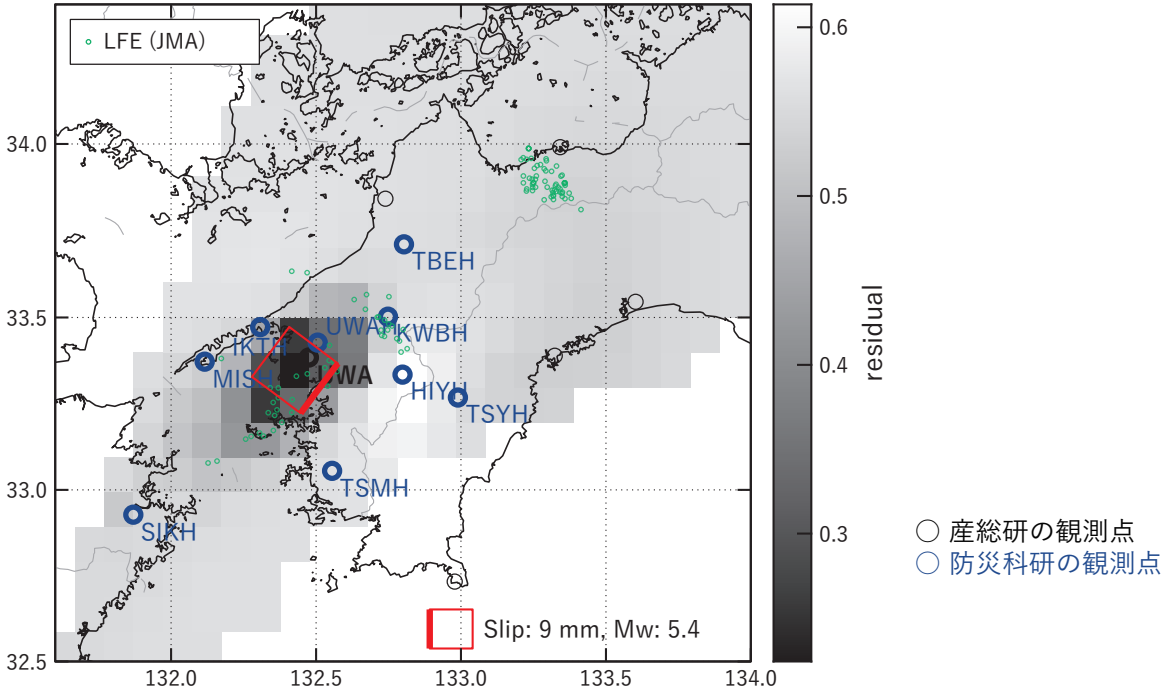 LFE (JMA)
34.0
33.5
33.0
32.5
132.0
132.5
133.0
133.5
134.0
TBEH
UWAH
KWBH
IKTH
MISH
UWA
HIYH
TSYH
TSMH
SIKH
Slip: 9 mm, Mw: 5.4
0.6
0.5
0.4
0.3
residual
産総研の観測点
防災科研の観測点